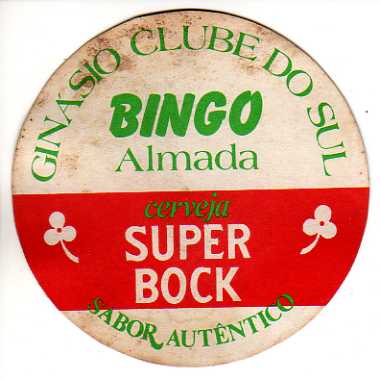 GINÁSIO CLUBE DO SUL
BINGO
Almada
cerveja
SUPER
BOCK
SABOR AUTÊNTICO